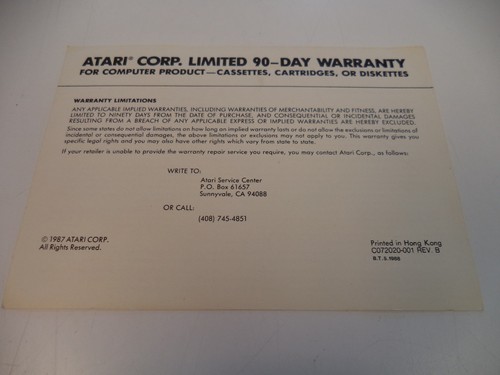 ATARI® CORP. LIMITED 90-DAY WARRANTY
FOR COMPUTER PRODUCT—CASSETTES, CARTRIDGES, OR DISKETTES
WARRANTY LIMITATIONS
ANY APPLICABLE IMPLIED WARRANTIES, INCLUDING WARRANTIES OF MERCHANTABILITY AND FITNESS, ARE HEREBY
LIMITED TO NINETY DAYS FROM THE DATE OF PURCHASE, AND CONSEQUENTIAL OR INCIDENTAL DAMAGES
RESULTING FROM A BREACH OF ANY APPLICABLE EXPRESS OR IMPLIED WARRANTIES ARE HEREBY EXCLUDED.
Since some states do not allow limitations on how long an implied warranty lasts or do not allow the exclusions or limitations of
incidental or consequential damages, the above limitations or exclusions may not apply to you. This warranty gives you
specific legal rights and you may also have other rights which vary from state to state.
If your retailer is unable to provide the warranty repair service you require, you may contact Atari Corp., as follows:
WRITE TO:
Atari Service Center
P.O. Box 61657
Sunnyvale, CA 94088
OR CALL:
(408) 745-4851
© 1987 ATARI CORP.
All Rights Reserved.
Printed in Hong Kong
C072020-001 REV. B
B.T. 5. 1988